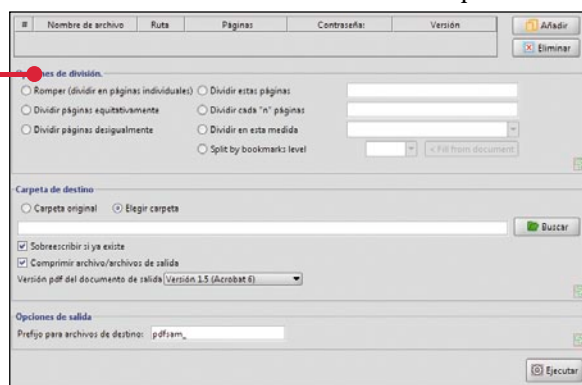 # Nombre de archivo Ruta Páginas Contraseña: Versión
Añadir
Eliminar
Opciones de división.
Romper (dividir en páginas individuales) Dividir estas páginas
Dividir páginas equitativamente Dividir cada "n" páginas
Dividir páginas desigualmente Dividir en esta medida
Split by bookmarks level < Fill from document
Carpeta de destino
Carpeta original Elegir carpeta
Buscar
Sobreescribir si ya existe
Comprimir archivo/archivos de salida
Versión pdf del documento de salida Versión 1.5 (Acrobat 6)
Opciones de salida
Prefijo para archivos de destino: pdfsam_
Ejecutar